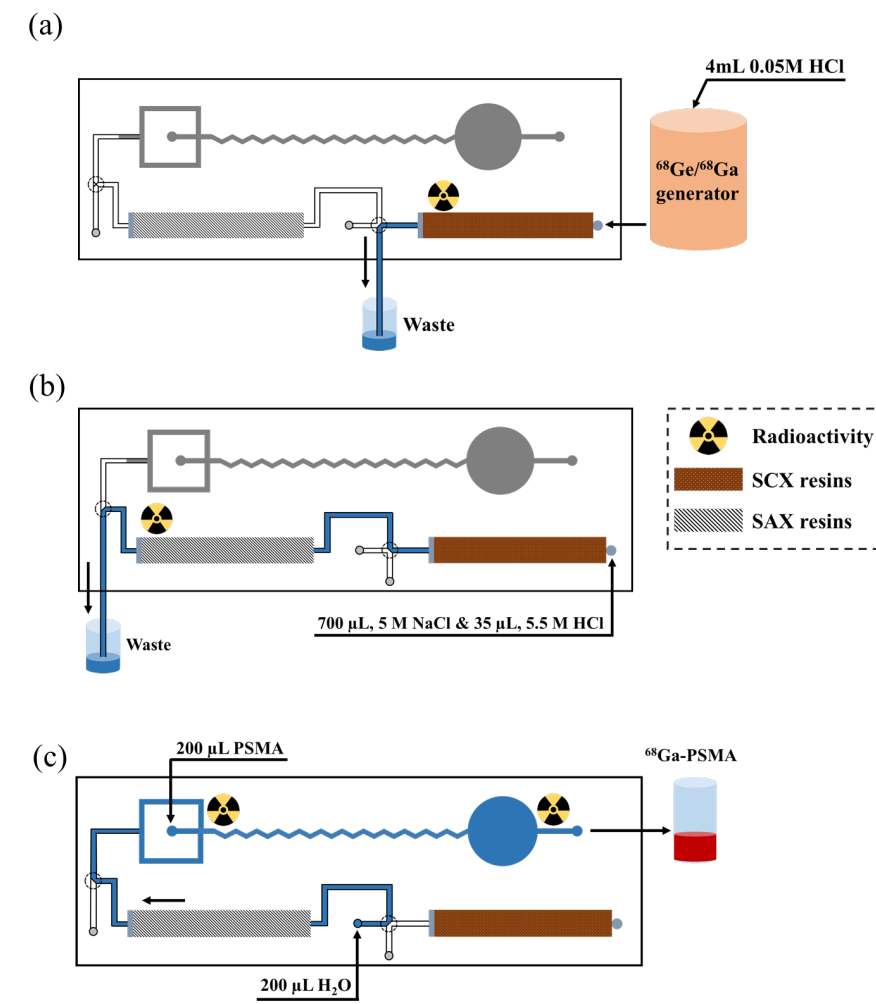 (a)
4mL 0.05M HCl
⁶⁸Ge/⁶⁸Ga
generator
Waste
(b)
Radioactivity
SCX resins
SAX resins
700 µL, 5 M NaCl & 35 µL, 5.5 M HCl
Waste
(c)
200 µL PSMA
⁶⁸Ga-PSMA
200 µL H₂O